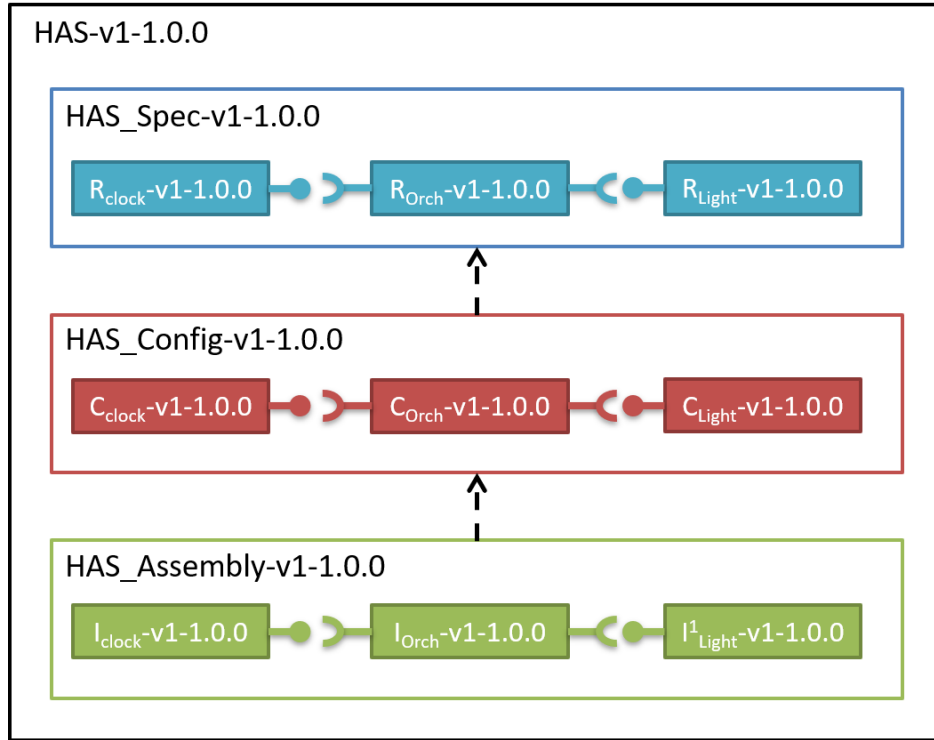 HAS-v1-1.0.0
HAS_Spec-v1-1.0.0
Rclock-v1-1.0.0 ROrch-v1-1.0.0 RLight-v1-1.0.0
HAS_Config-v1-1.0.0
Cclock-v1-1.0.0 COrch-v1-1.0.0 CLight-v1-1.0.0
HAS_Assembly-v1-1.0.0
Iclock-v1-1.0.0 IOrch-v1-1.0.0 I¹Light-v1-1.0.0